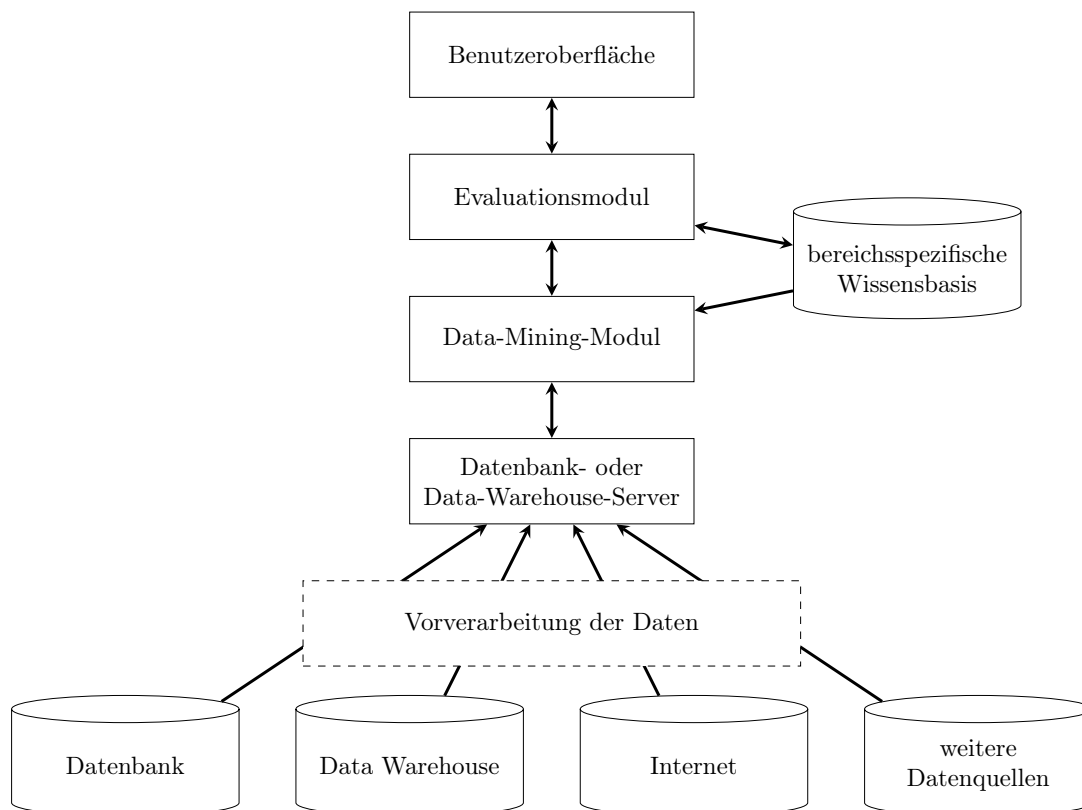 Benutzeroberfläche
Evaluationsmodul
bereichsspezifische
Wissensbasis
Data-Mining-Modul
Datenbank- oder
Data-Warehouse-Server
Vorverarbeitung der Daten
Datenbank
Data Warehouse
Internet
weitere
Datenquellen